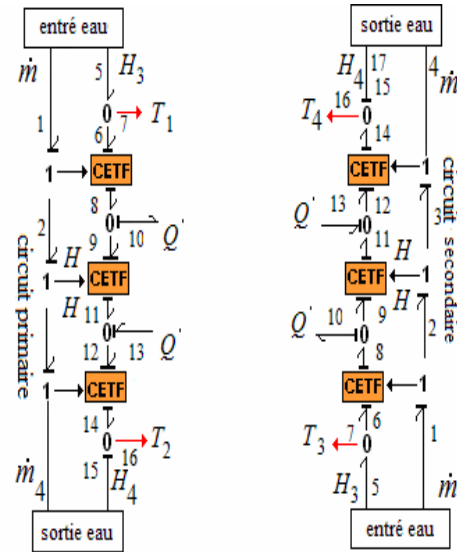 entré eau
ṁ
5 H3
1
0 T1
6 7
1 CETF
8
2
0
9 10 Q˙
H
1 CETF
H
11
0 Q˙
12 13
1 CETF
14
0 T2
16
15
ṁ4 H4
sortie eau
circuit primaire
sortie eau
H4 17 4
15 ṁ
16
T4 0
14
CETF 1
12
13
Q˙ 0 3
11
H
CETF 1
H
10 9
Q˙ 0 2
8
CETF 1
6
7
T3 0 1
H3 5 ṁ
entré eau
circuit secondaire